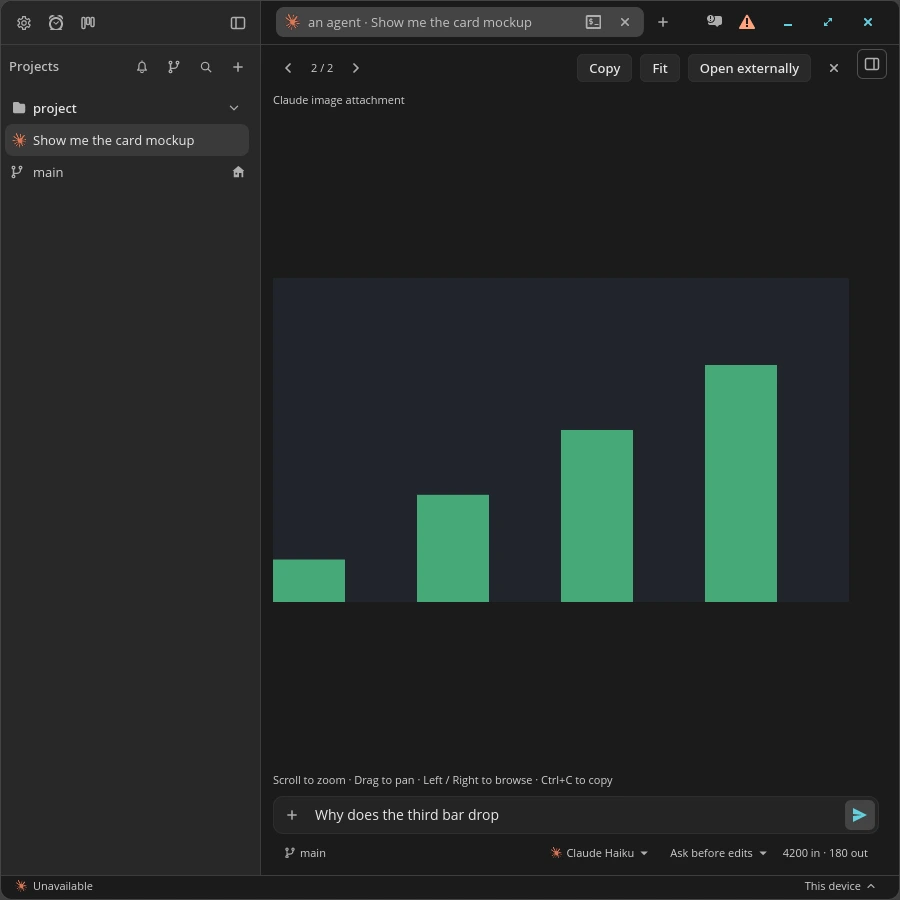 an agent · Show me the card mockup
Projects
2 / 2
Copy
Fit
Open externally
project
Claude image attachment
Show me the card mockup
main
Scroll to zoom · Drag to pan · Left / Right to browse · Ctrl+C to copy
Why does the third bar drop
main
Claude Haiku
Ask before edits
4200 in · 180 out
Unavailable
This device